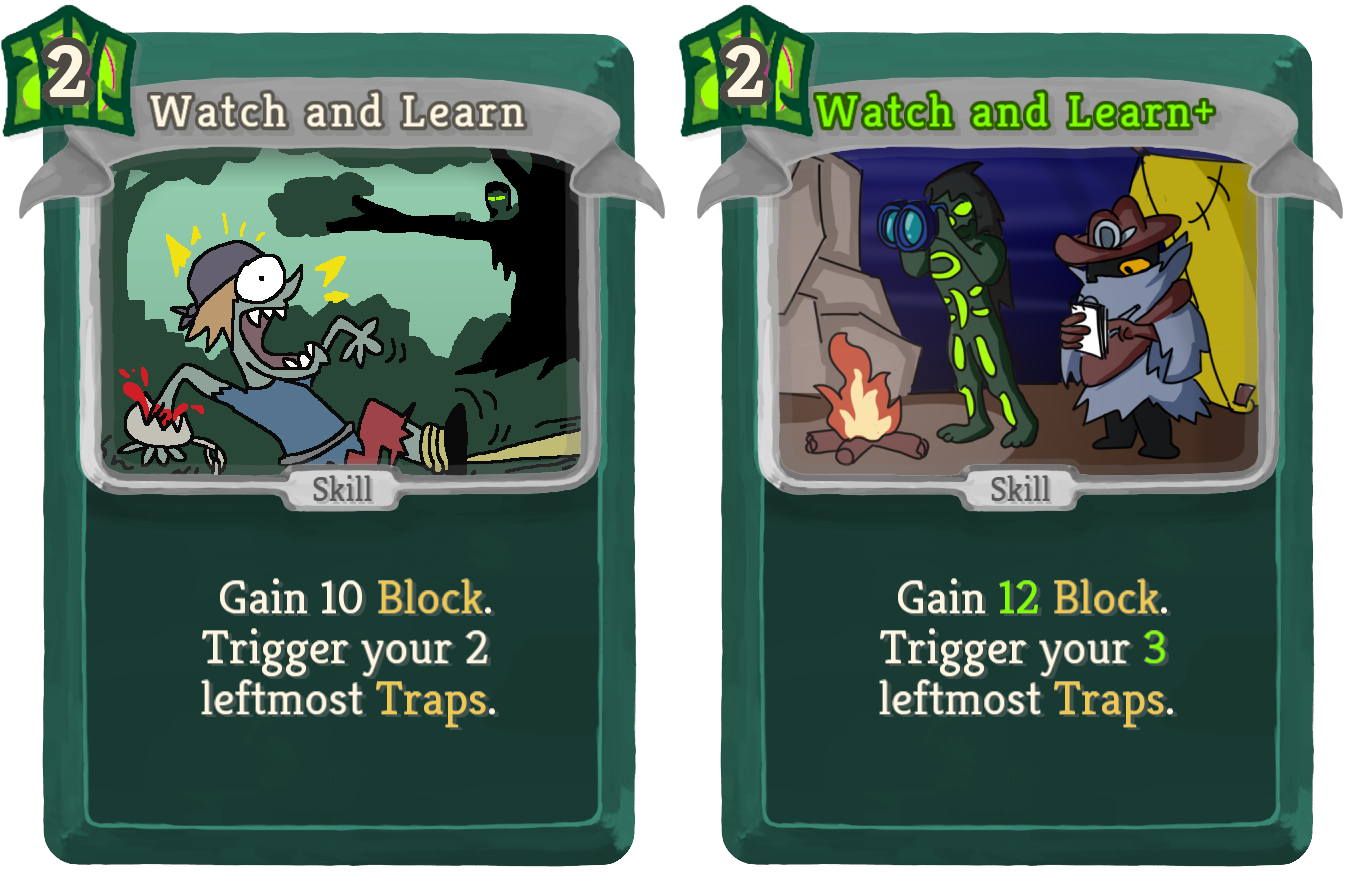 2
Watch and Learn
Skill
Gain 10 Block.
Trigger your 2
leftmost Traps.
2
Watch and Learn+
Skill
Gain 12 Block.
Trigger your 3
leftmost Traps.